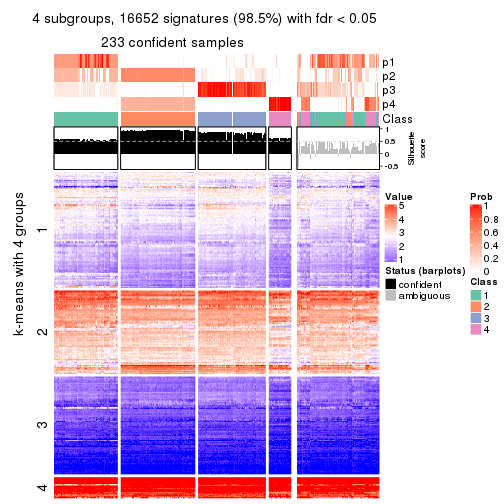 4 subgroups, 16652 signatures (98.5%) with fdr < 0.05
233 confident samples
p1
p2
p3
p4
Class
1
0.5
0
-0.5
Silhouette
score
k-means with 4 groups
1
2
3
4
Value
5
4
3
2
1
Status (barplots)
confident
ambiguous
Prob
1
0.8
0.6
0.4
0.2
0
Class
1
2
3
4